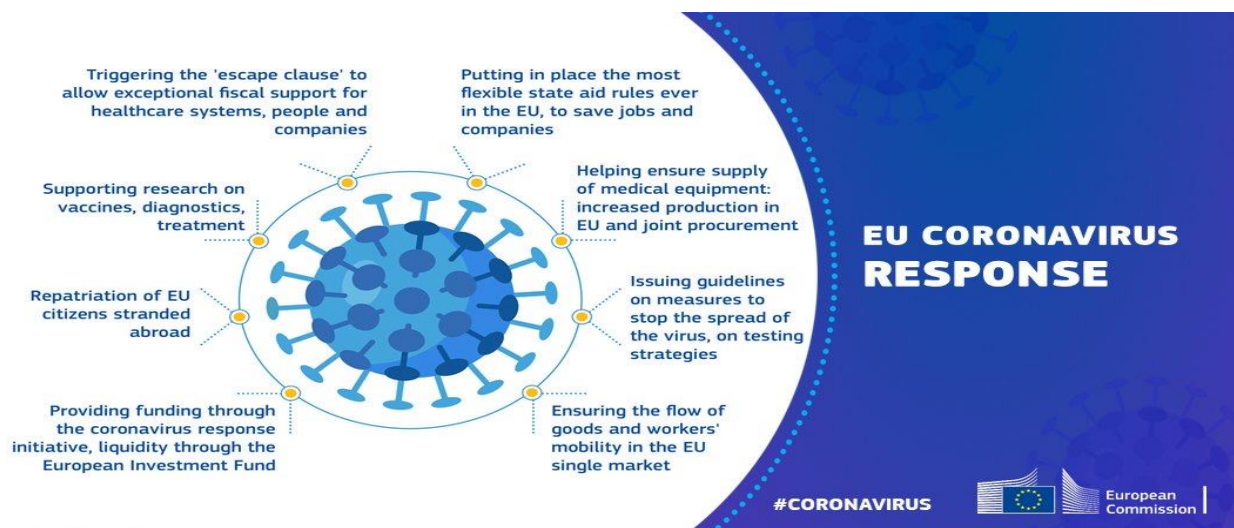 Triggering the 'escape clause' to
allow exceptional fiscal support for
healthcare systems, people and
companies
Putting in place the most
flexible state aid rules ever
in the EU, to save jobs and
companies
Supporting research on
vaccines, diagnostics,
treatment
Helping ensure supply
of medical equipment:
increased production in
EU and joint procurement
Repatriation of EU
citizens stranded
abroad
Issuing guidelines
on measures to
stop the spread of
the virus, on testing
strategies
Providing funding through
the coronavirus response
initiative, liquidity through the
European Investment Fund
Ensuring the flow of
goods and workers'
mobility in the EU
single market
EU CORONAVIRUS
RESPONSE
#CORONAVIRUS
European
Commission